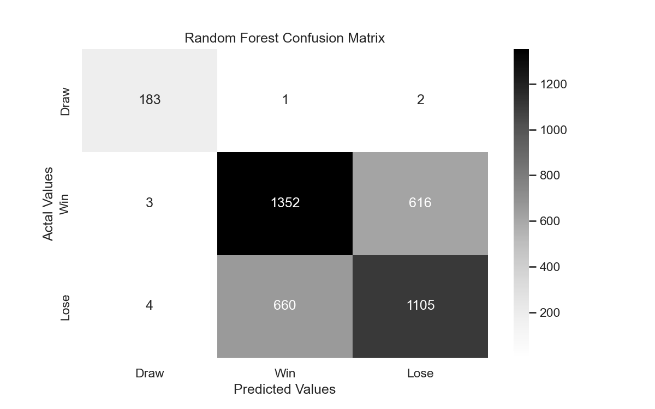 Random Forest Confusion Matrix
Draw
183
1
2
1200
1000
Actal Values
Win
3
1352
616
800
600
400
Lose
4
660
1105
200
Draw
Win
Lose
Predicted Values